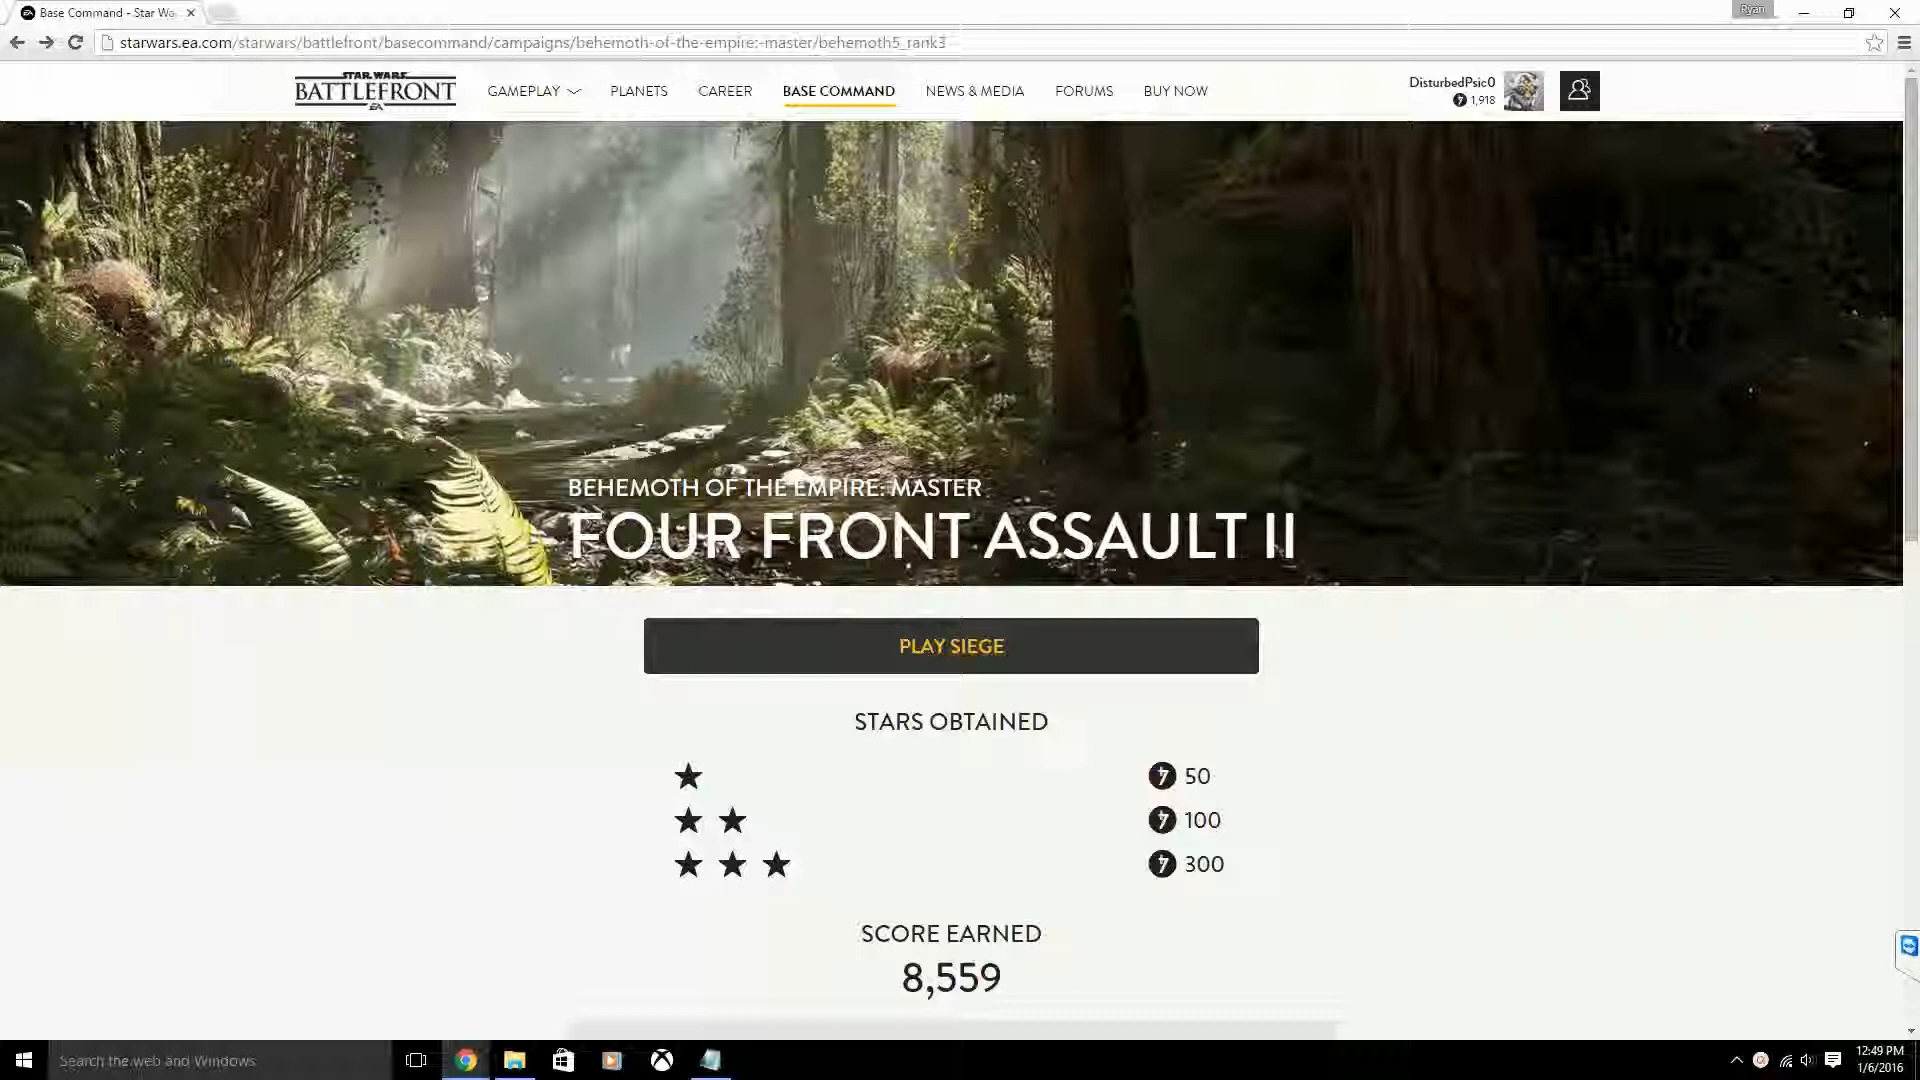 Base Command - Star Wa
Ryan
starwars.ea.com/starwars/battlefront/basecommand/campaigns/behemoth-of-the-empire:-master/behemoth5_rank3
STAR WARS
BATTLEFRONT
EA
GAMEPLAY
PLANETS
CAREER
BASE COMMAND
NEWS & MEDIA
FORUMS
BUY NOW
DisturbedPsic0
1,918
BEHEMOTH OF THE EMPIRE: MASTER
FOUR FRONT ASSAULT II
PLAY SIEGE
STARS OBTAINED
50
100
300
SCORE EARNED
8,559
Search the web and Windows
12:49 PM
1/6/2016